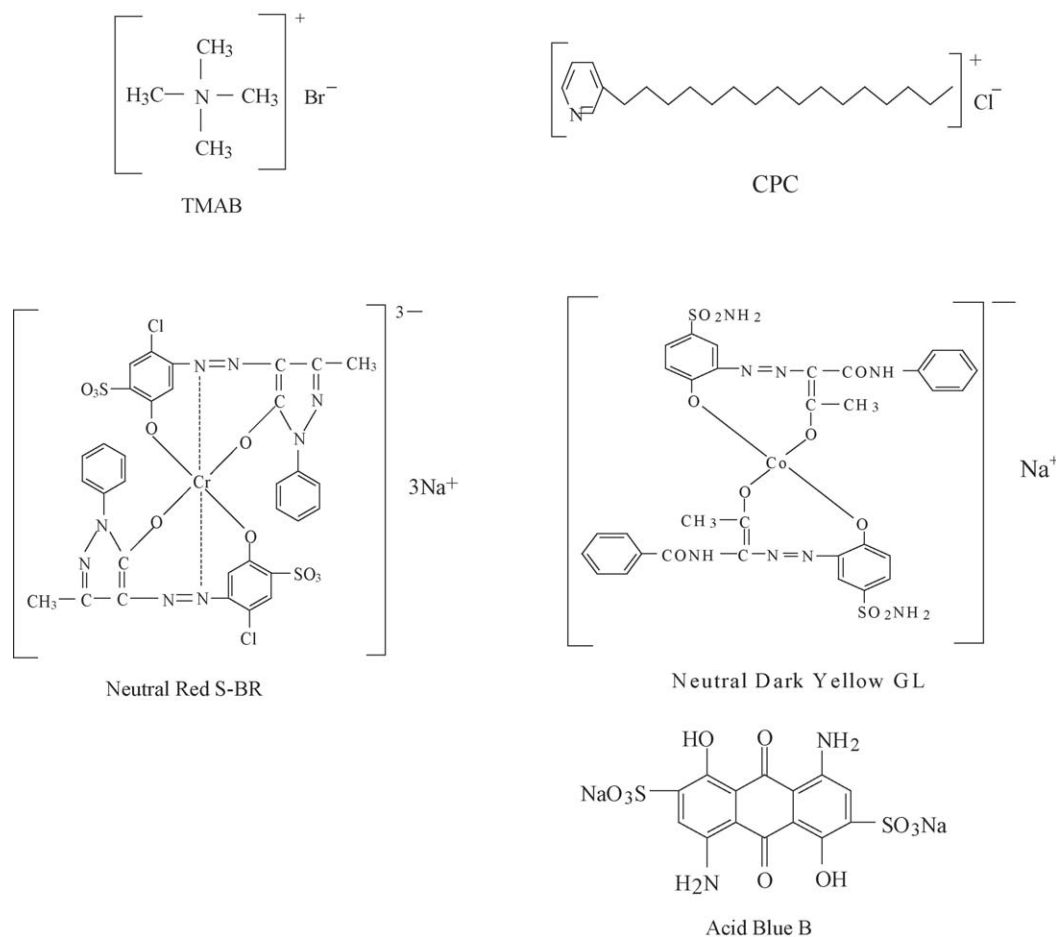 CH3
H3C — N — CH3
CH3
+
Br−
TMAB
N
+
Cl−
CPC
3−
Cl
N=N—C—C—CH3
O3S
C N
O O N
Cr
3Na+
N O O
N C
SO3
CH3—C—C—N=N
Cl
Neutral Red S-BR
SO2NH2
N=N—C—CONH
C—CH3
O O
Co
O O
CH3—C
CONH—C—N=N
SO2NH2
—
Na+
Neutral Dark Yellow GL
HO O NH2
NaO3S
SO3Na
H2N O OH
Acid Blue B